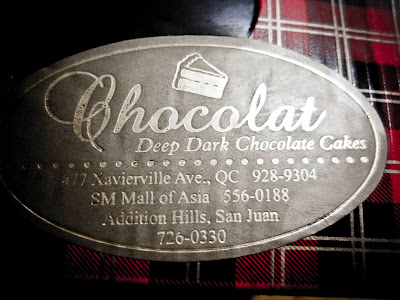 Chocolat
Deep Dark Chocolate Cakes
#77 Xavierville Ave., QC 928-9304
SM Mall of Asia 556-0188
Addition Hills, San Juan
726-0330